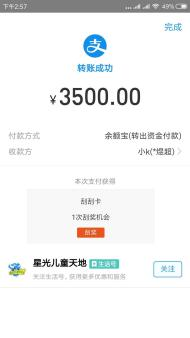 下午2:57
49%
完成
支
转账成功
¥3500.00
付款方式 余额宝(转出资金付款)
收款方 小k(*煜超)
本次支付获得
刮刮卡
1次刮奖机会
刮奖
星光儿童天地 生活号
关注生活号，获得更多优惠和服务
关注